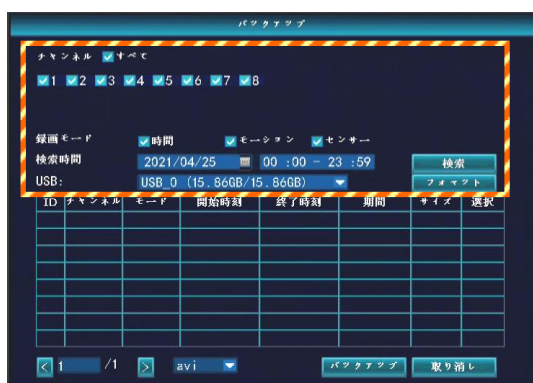 バックアップ
チャンネル すべて
1 2 3 4 5 6 7 8
録画モード 時間 モーション センサー
検索時間 2021/04/25 00 :00 - 23 :59 検索
USB: USB_0 (15.86GB/15.86GB) フォマット
ID チャンネル モード 開始時刻 終了時刻 期間 サイズ 選択
< 1 /1 > avi バックアップ 取り消し